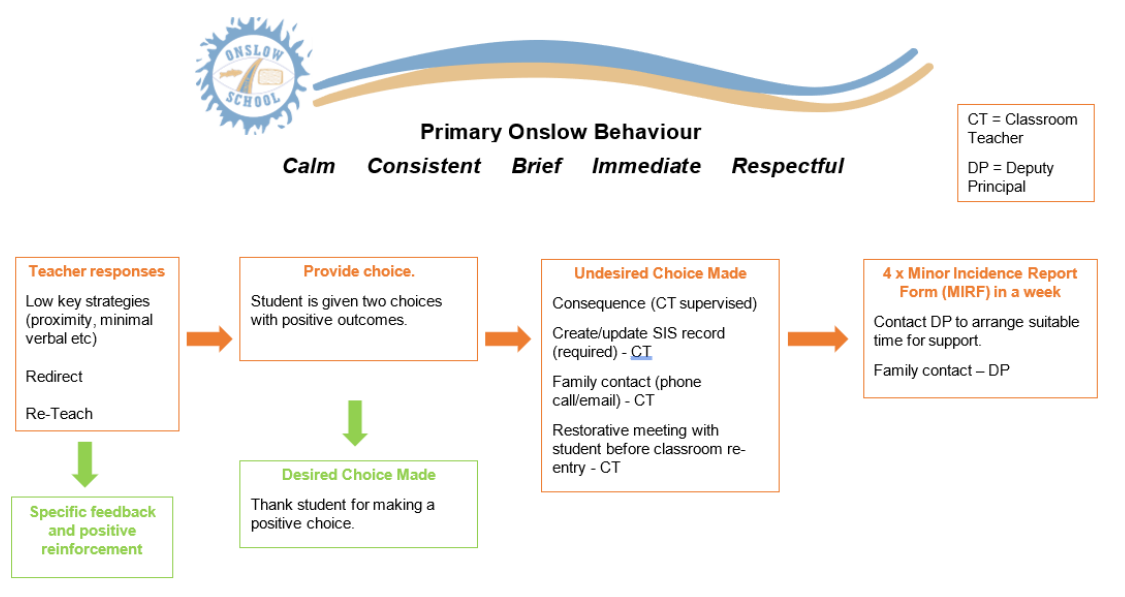 ONSLOW
SCHOOL
Primary Onslow Behaviour
Calm Consistent Brief Immediate Respectful
CT = Classroom
Teacher
DP = Deputy
Principal
Teacher responses
Low key strategies
(proximity, minimal
verbal etc)
Redirect
Re-Teach
Specific feedback
and positive
reinforcement
Provide choice.
Student is given two choices
with positive outcomes.
Desired Choice Made
Thank student for making a
positive choice.
Undesired Choice Made
Consequence (CT supervised)
Create/update SIS record
(required) - CT
Family contact (phone
call/email) - CT
Restorative meeting with
student before classroom re-
entry - CT
4 x Minor Incidence Report
Form (MIRF) in a week
Contact DP to arrange suitable
time for support.
Family contact – DP